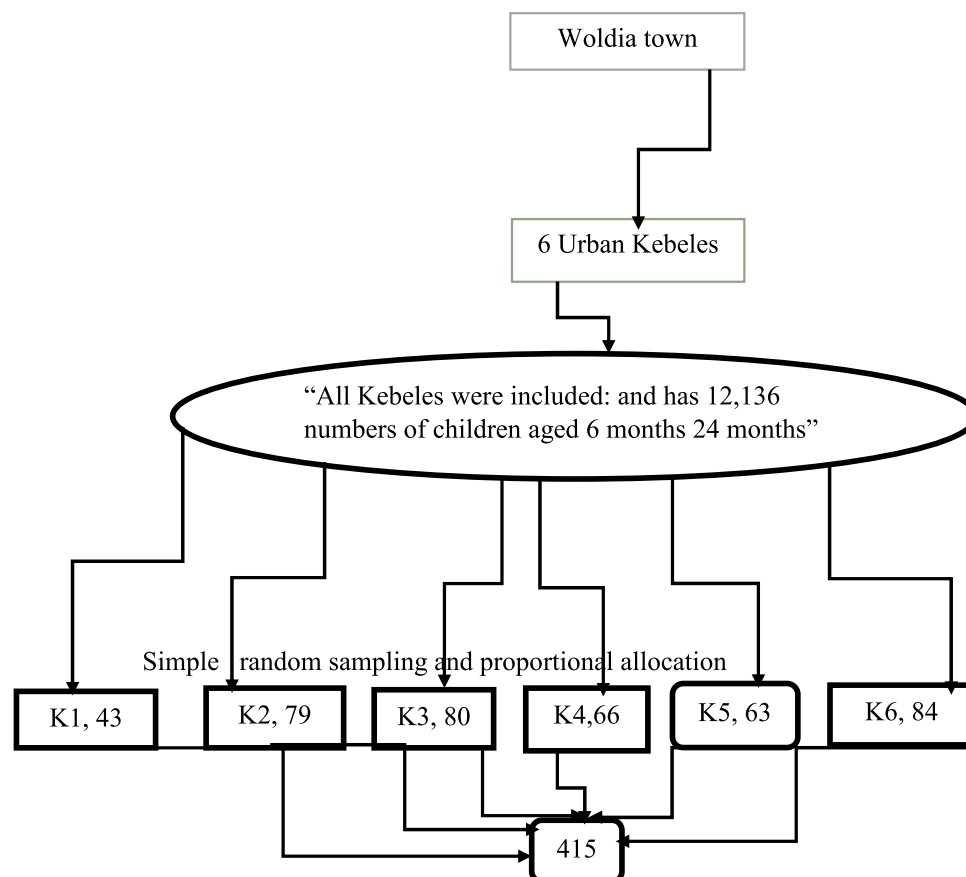 Woldia town
6 Urban Kebeles
“All Kebeles were included: and has 12,136
numbers of children aged 6 months 24 months”
Simple random sampling and proportional allocation
K1, 43
K2, 79
K3, 80
K4,66
K5, 63
K6, 84
415